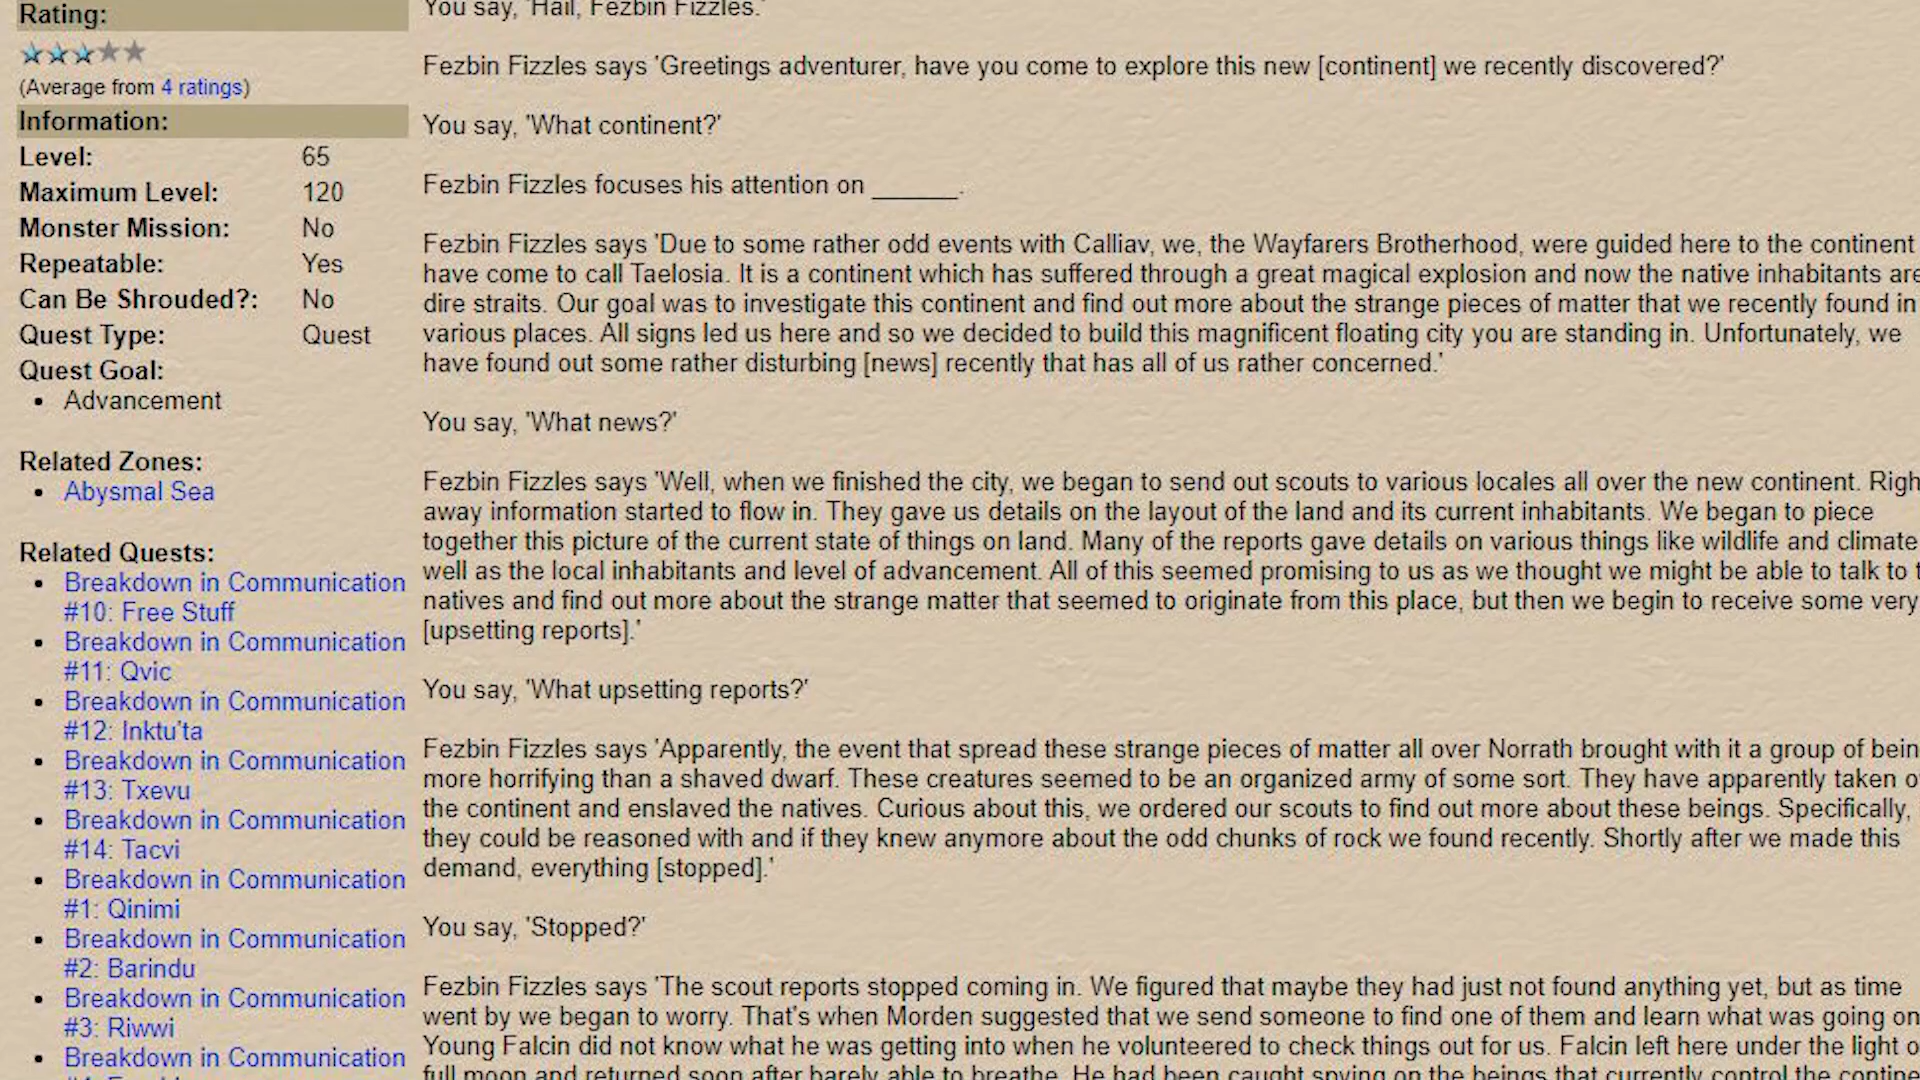 Rating:
(Average from 4 ratings)
Information:
Level: 65
Maximum Level: 120
Monster Mission: No
Repeatable: Yes
Can Be Shrouded?: No
Quest Type: Quest
Quest Goal:
• Advancement
Related Zones:
• Abysmal Sea
Related Quests:
• Breakdown in Communication
#10: Free Stuff
• Breakdown in Communication
#11: Qvic
• Breakdown in Communication
#12: Inktu'ta
• Breakdown in Communication
#13: Txevu
• Breakdown in Communication
#14: Tacvi
• Breakdown in Communication
#1: Qinimi
• Breakdown in Communication
#2: Barindu
• Breakdown in Communication
#3: Riwwi
• Breakdown in Communication
You say, 'Hail, Fezbin Fizzles.'
Fezbin Fizzles says 'Greetings adventurer, have you come to explore this new [continent] we recently discovered?'
You say, 'What continent?'
Fezbin Fizzles focuses his attention on ______.
Fezbin Fizzles says 'Due to some rather odd events with Calliav, we, the Wayfarers Brotherhood, were guided here to the continent
have come to call Taelosia. It is a continent which has suffered through a great magical explosion and now the native inhabitants are
dire straits. Our goal was to investigate this continent and find out more about the strange pieces of matter that we recently found in
various places. All signs led us here and so we decided to build this magnificent floating city you are standing in. Unfortunately, we
have found out some rather disturbing [news] recently that has all of us rather concerned.'
You say, 'What news?'
Fezbin Fizzles says 'Well, when we finished the city, we began to send out scouts to various locales all over the new continent. Righ
away information started to flow in. They gave us details on the layout of the land and its current inhabitants. We began to piece
together this picture of the current state of things on land. Many of the reports gave details on various things like wildlife and climate
well as the local inhabitants and level of advancement. All of this seemed promising to us as we thought we might be able to talk to t
natives and find out more about the strange matter that seemed to originate from this place, but then we begin to receive some very
[upsetting reports].'
You say, 'What upsetting reports?'
Fezbin Fizzles says 'Apparently, the event that spread these strange pieces of matter all over Norrath brought with it a group of bein
more horrifying than a shaved dwarf. These creatures seemed to be an organized army of some sort. They have apparently taken o
the continent and enslaved the natives. Curious about this, we ordered our scouts to find out more about these beings. Specifically,
they could be reasoned with and if they knew anymore about the odd chunks of rock we found recently. Shortly after we made this
demand, everything [stopped].'
You say, 'Stopped?'
Fezbin Fizzles says 'The scout reports stopped coming in. We figured that maybe they had just not found anything yet, but as time
went by we began to worry. That's when Morden suggested that we send someone to find one of them and learn what was going on
Young Falcin did not know what he was getting into when he volunteered to check things out for us. Falcin left here under the light o
full moon and returned soon after barely able to breathe. He had been caught spying on the beings that currently control the contine